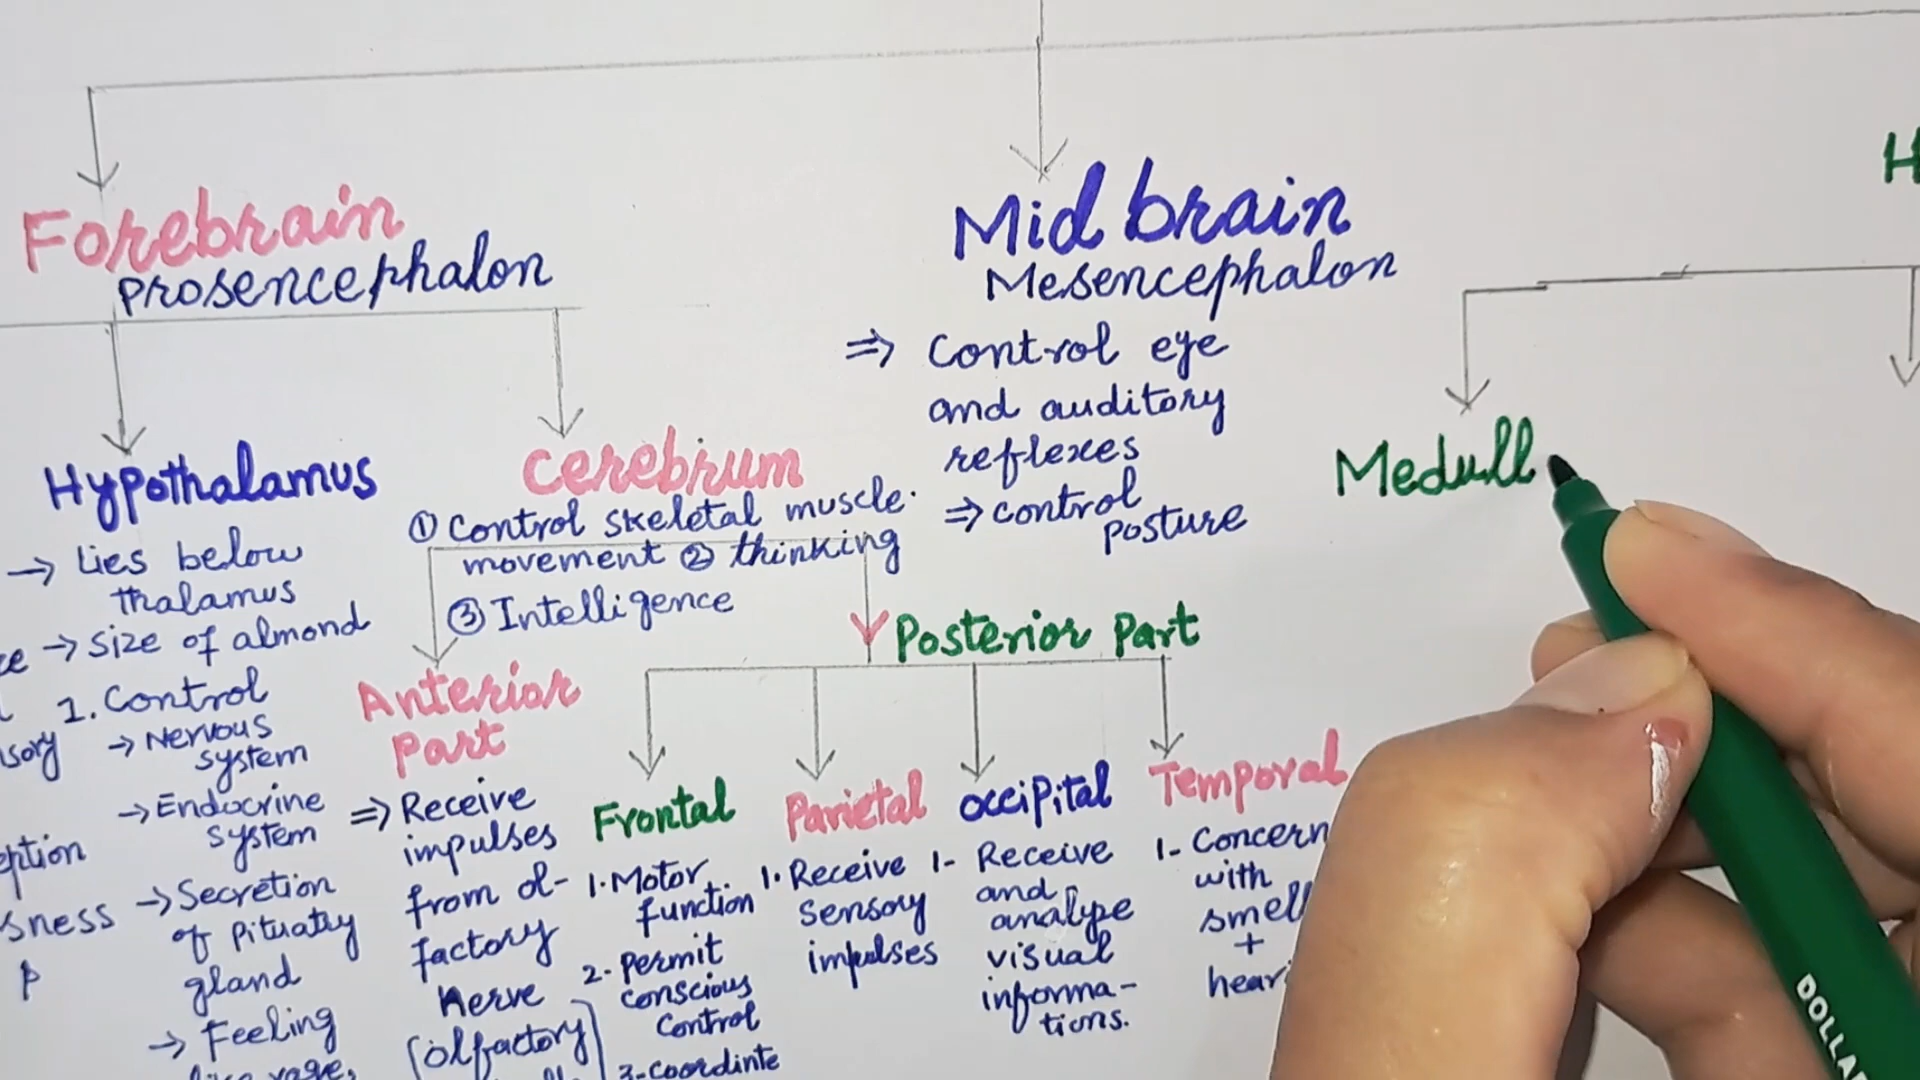 Forebrain
prosencephalon
Hypothalamus
→ Lies below
thalamus
→ Size of almond
1. Control
→ Nervous
system
→ Endocrine
system
→ Secretion
of Pituatry
gland
→ Feeling
Cerebrium
① Control skeletal muscle.
movement ② thinking
③ Intelligence
Anterior
Part
⇒ Receive
impulses
from ol-
factory
Nerve
[olfactory
Posterior Part
Frontal
1. Motor
function
2. permit
conscious
control
3-coordinte
Parietal
1. Receive
sensory
impulses
occipital
1- Receive
and
analype
visual
informa-
tions.
Temporal
1- Concern
with
smell
+
Mid brain
Mesencephalon
⇒ Control eye
and auditory
reflexes
⇒ control
posture
H
Medull
DOLLA